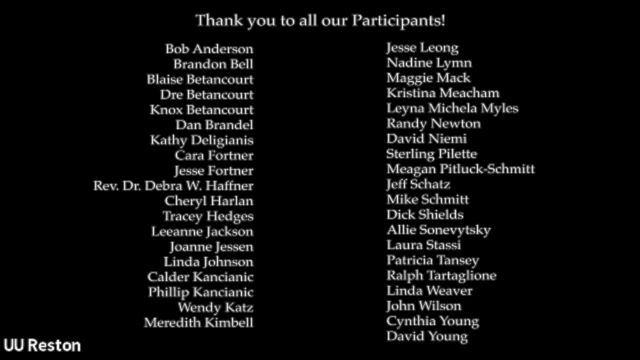 Thank you to all our Participants!
Bob Anderson
Brandon Bell
Blaise Betancourt
Dre Betancourt
Knox Betancourt
Dan Brandel
Kathy Deligianis
Cara Fortner
Jesse Fortner
Rev. Dr. Debra W. Haffner
Cheryl Harlan
Tracey Hedges
Leeanne Jackson
Joanne Jessen
Linda Johnson
Calder Kancianic
Phillip Kancianic
Wendy Katz
Meredith Kimbell
Jesse Leong
Nadine Lymn
Maggie Mack
Kristina Meacham
Leyna Michela Myles
Randy Newton
David Niemi
Sterling Pilette
Meagan Pitluck-Schmitt
Jeff Schatz
Mike Schmitt
Dick Shields
Allie Sonevytsky
Laura Stassi
Patricia Tansey
Ralph Tartaglione
Linda Weaver
John Wilson
Cynthia Young
David Young
UU Reston